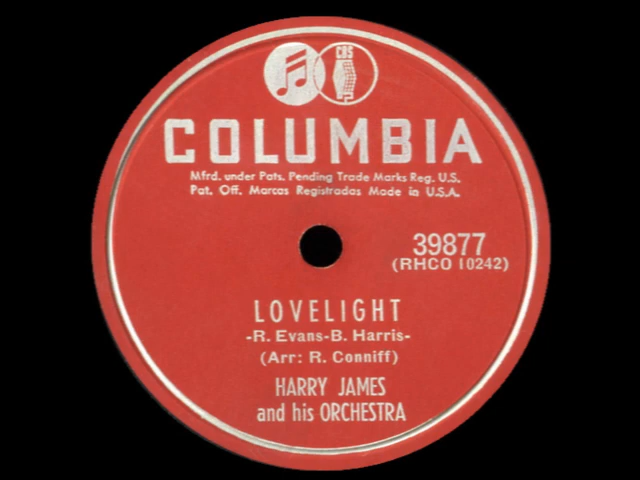 CBS
COLUMBIA
Mfrd. under Pats. Pending Trade Marks Reg. U.S.
Pat. Off. Marcas Registradas Made in U.S.A.
39877
(RHCO 10242)
LOVELIGHT
-R. Evans-B. Harris-
(Arr: R. Conniff)
HARRY JAMES
and his ORCHESTRA